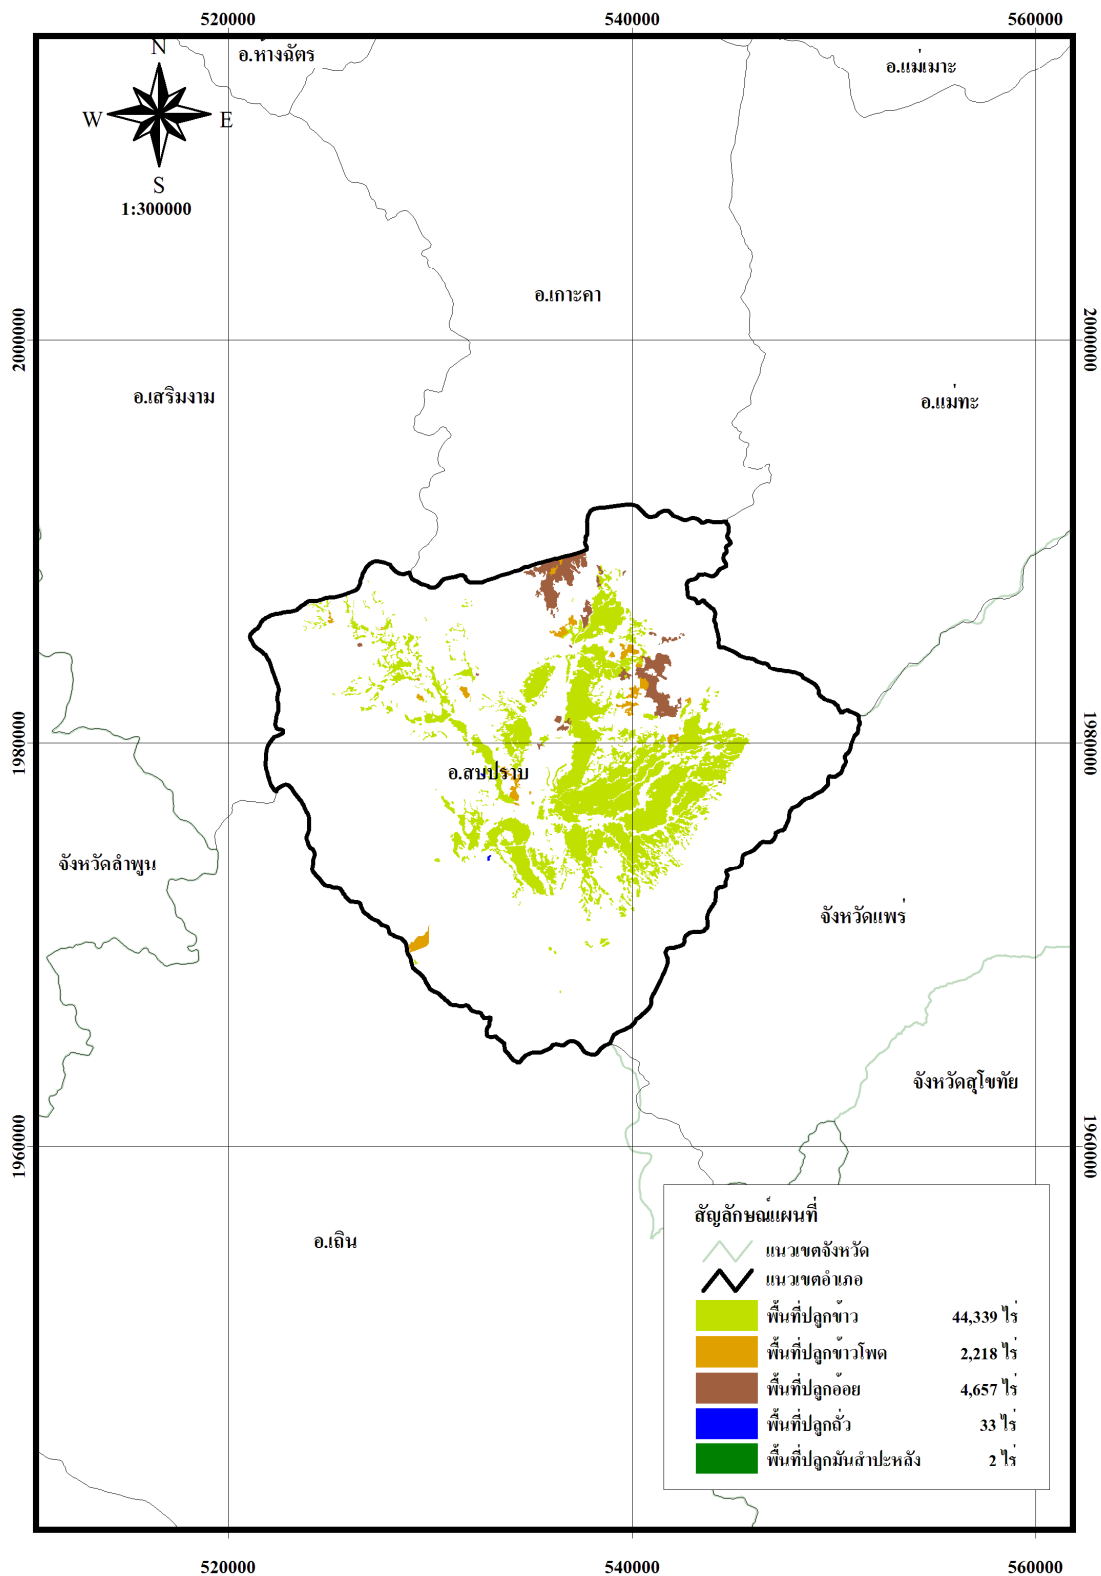 520000 540000 560000
อ.ห้างฉัตร
อ.แม่เมาะ
N
W E
S
1:300000
อ.เกาะคา
2000000 2000000
อ.เสริมงาม
อ.แม่ทะ
1980000 1980000
อ.สบปราบ
จังหวัดลำพูน
จังหวัดแพร่
จังหวัดสุโขทัย
1960000 1960000
อ.เถิน
สัญลักษณ์แผนที่
แนวเขตจังหวัด
แนวเขตอำเภอ
พื้นที่ปลูกข้าว 44,339 ไร่
พื้นที่ปลูกข้าวโพด 2,218 ไร่
พื้นที่ปลูกอ้อย 4,657 ไร่
พื้นที่ปลูกถั่ว 33 ไร่
พื้นที่ปลูกมันสำปะหลัง 2 ไร่
520000 540000 560000